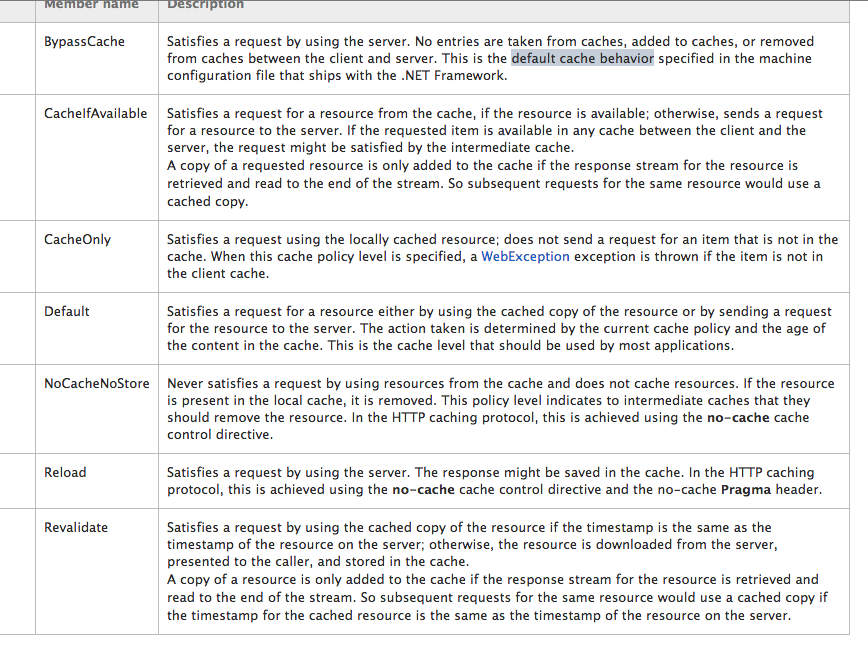 Member name Description
BypassCache Satisfies a request by using the server. No entries are taken from caches, added to caches, or removed
from caches between the client and server. This is the default cache behavior specified in the machine
configuration file that ships with the .NET Framework.
CacheIfAvailable Satisfies a request for a resource from the cache, if the resource is available; otherwise, sends a request
for a resource to the server. If the requested item is available in any cache between the client and the
server, the request might be satisfied by the intermediate cache.
A copy of a requested resource is only added to the cache if the response stream for the resource is
retrieved and read to the end of the stream. So subsequent requests for the same resource would use a
cached copy.
CacheOnly Satisfies a request using the locally cached resource; does not send a request for an item that is not in the
cache. When this cache policy level is specified, a WebException exception is thrown if the item is not in
the client cache.
Default Satisfies a request for a resource either by using the cached copy of the resource or by sending a request
for the resource to the server. The action taken is determined by the current cache policy and the age of
the content in the cache. This is the cache level that should be used by most applications.
NoCacheNoStore Never satisfies a request by using resources from the cache and does not cache resources. If the resource
is present in the local cache, it is removed. This policy level indicates to intermediate caches that they
should remove the resource. In the HTTP caching protocol, this is achieved using the no-cache cache
control directive.
Reload Satisfies a request by using the server. The response might be saved in the cache. In the HTTP caching
protocol, this is achieved using the no-cache cache control directive and the no-cache Pragma header.
Revalidate Satisfies a request by using the cached copy of the resource if the timestamp is the same as the
timestamp of the resource on the server; otherwise, the resource is downloaded from the server,
presented to the caller, and stored in the cache.
A copy of a resource is only added to the cache if the response stream for the resource is retrieved and
read to the end of the stream. So subsequent requests for the same resource would use a cached copy if
the timestamp for the cached resource is the same as the timestamp of the resource on the server.